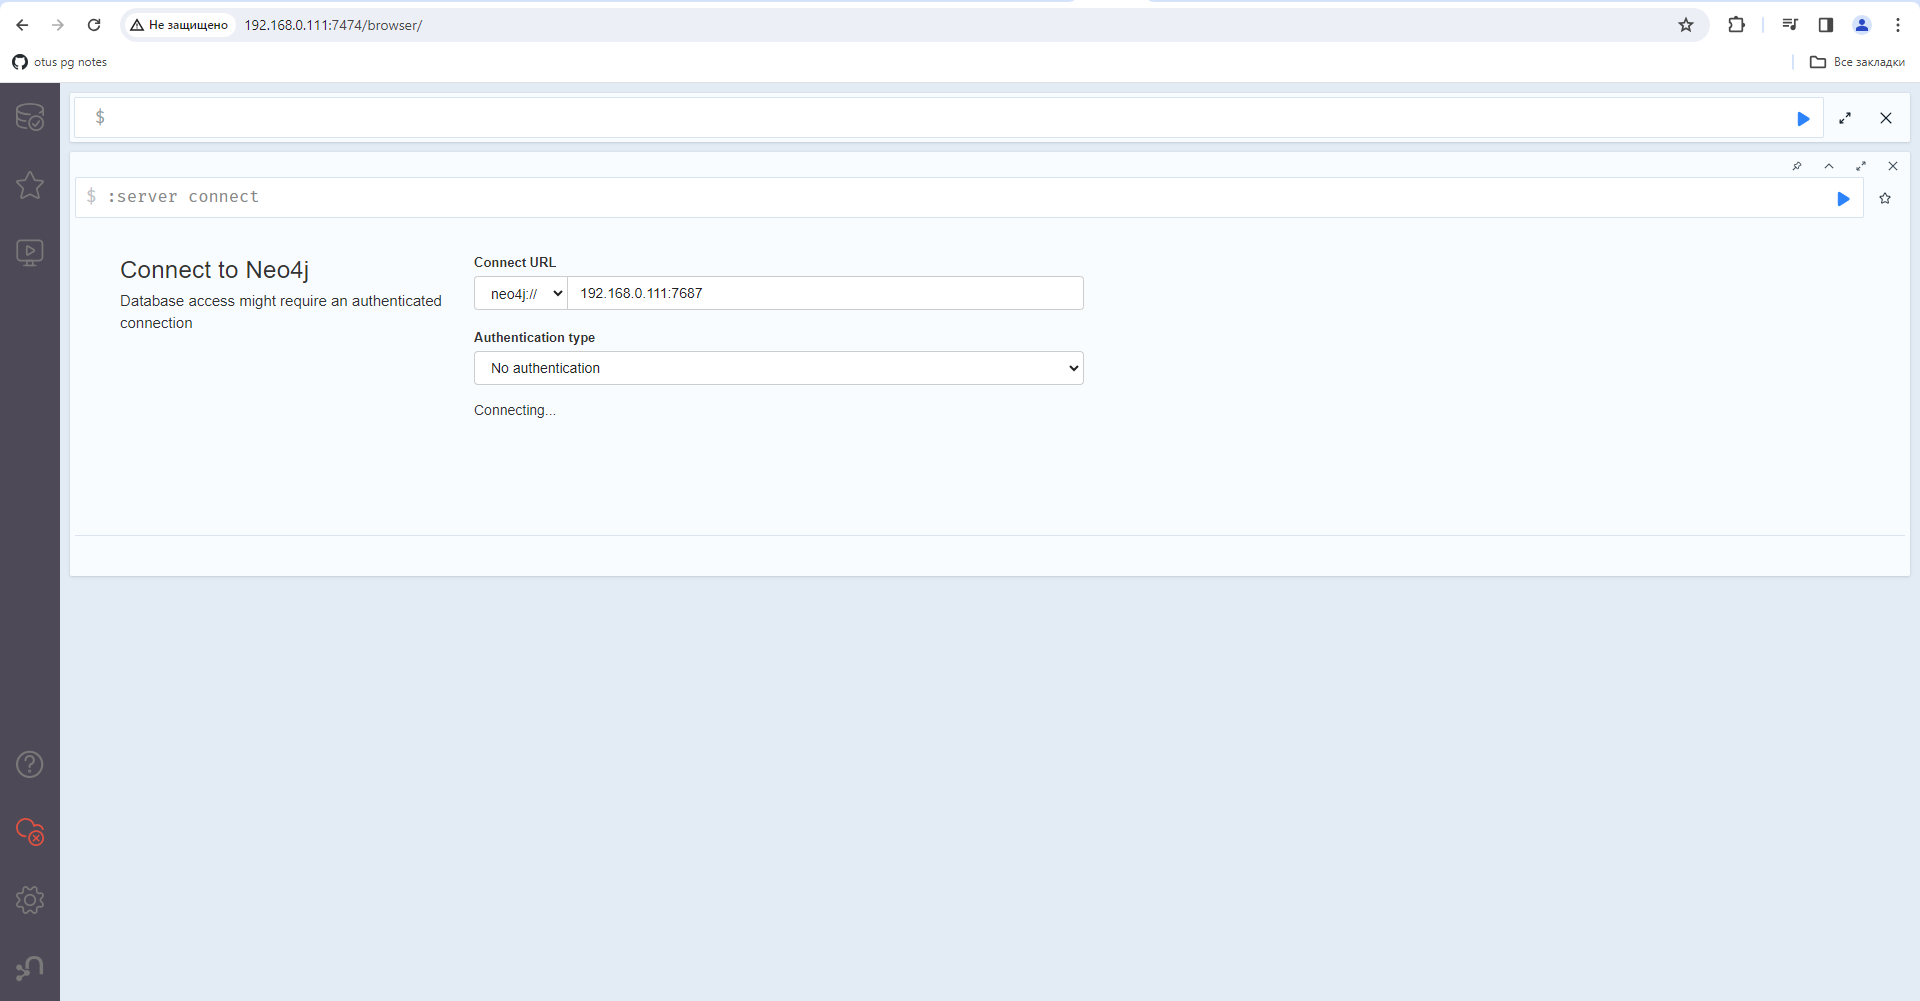 Не защищено 192.168.0.111:7474/browser/
otus pg notes Все закладки
$
$ :server connect
Connect to Neo4j
Database access might require an authenticated
connection
Connect URL
neo4j:// 192.168.0.111:7687
Authentication type
No authentication
Connecting...